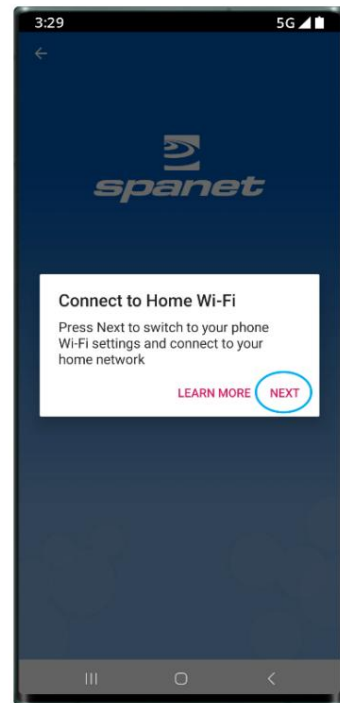 3:29 5G
spanet
Connect to Home Wi-Fi
Press Next to switch to your phone
Wi-Fi settings and connect to your
home network
LEARN MORE NEXT